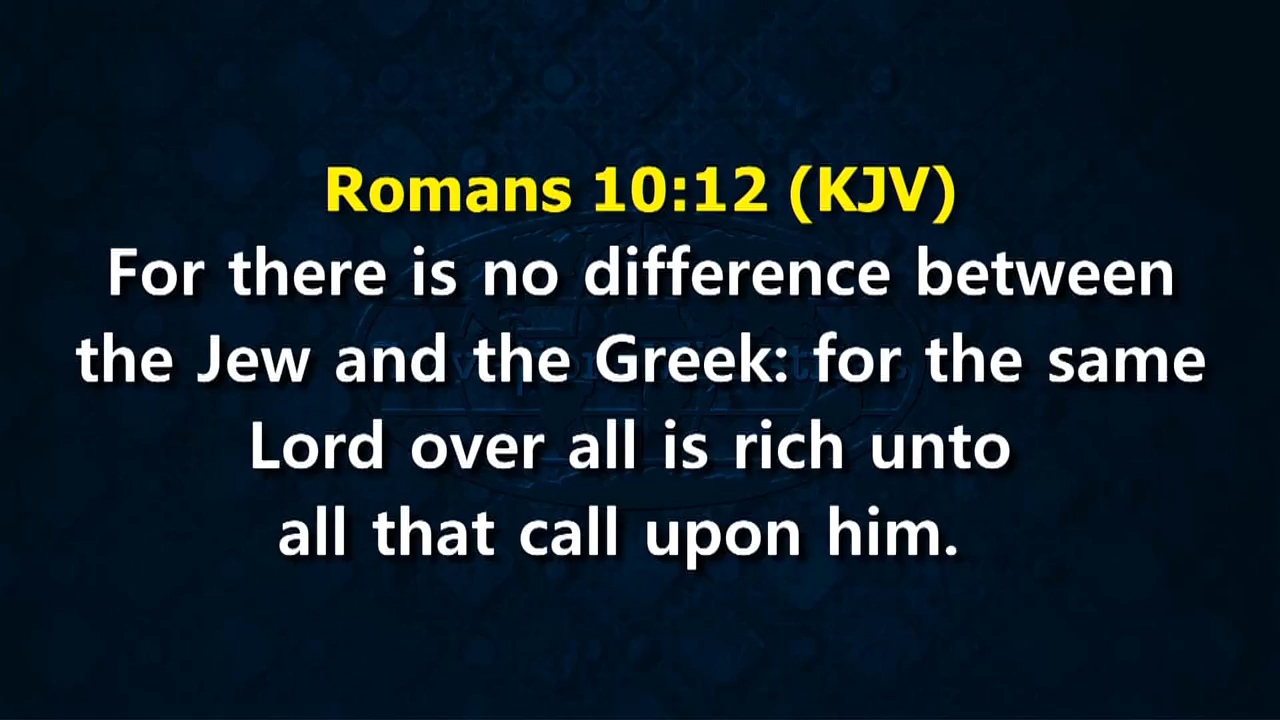 Romans 10:12 (KJV)
For there is no difference between
the Jew and the Greek: for the same
Lord over all is rich unto
all that call upon him.